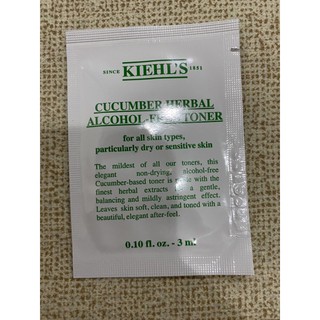 SINCE KIEHL'S 1851
CUCUMBER HERBAL
ALCOHOL-FREE TONER
for all skin types,
particularly dry or sensitive skin
The mildest of all our toners, this
elegant non-drying, alcohol-free
Cucumber-based toner is made with the
finest herbal extracts a gentle,
balancing and mildly astringent effect.
Leaves skin soft, clean, and toned with a
beautiful, elegant after-feel.
0.10 fl. oz. - 3 ml